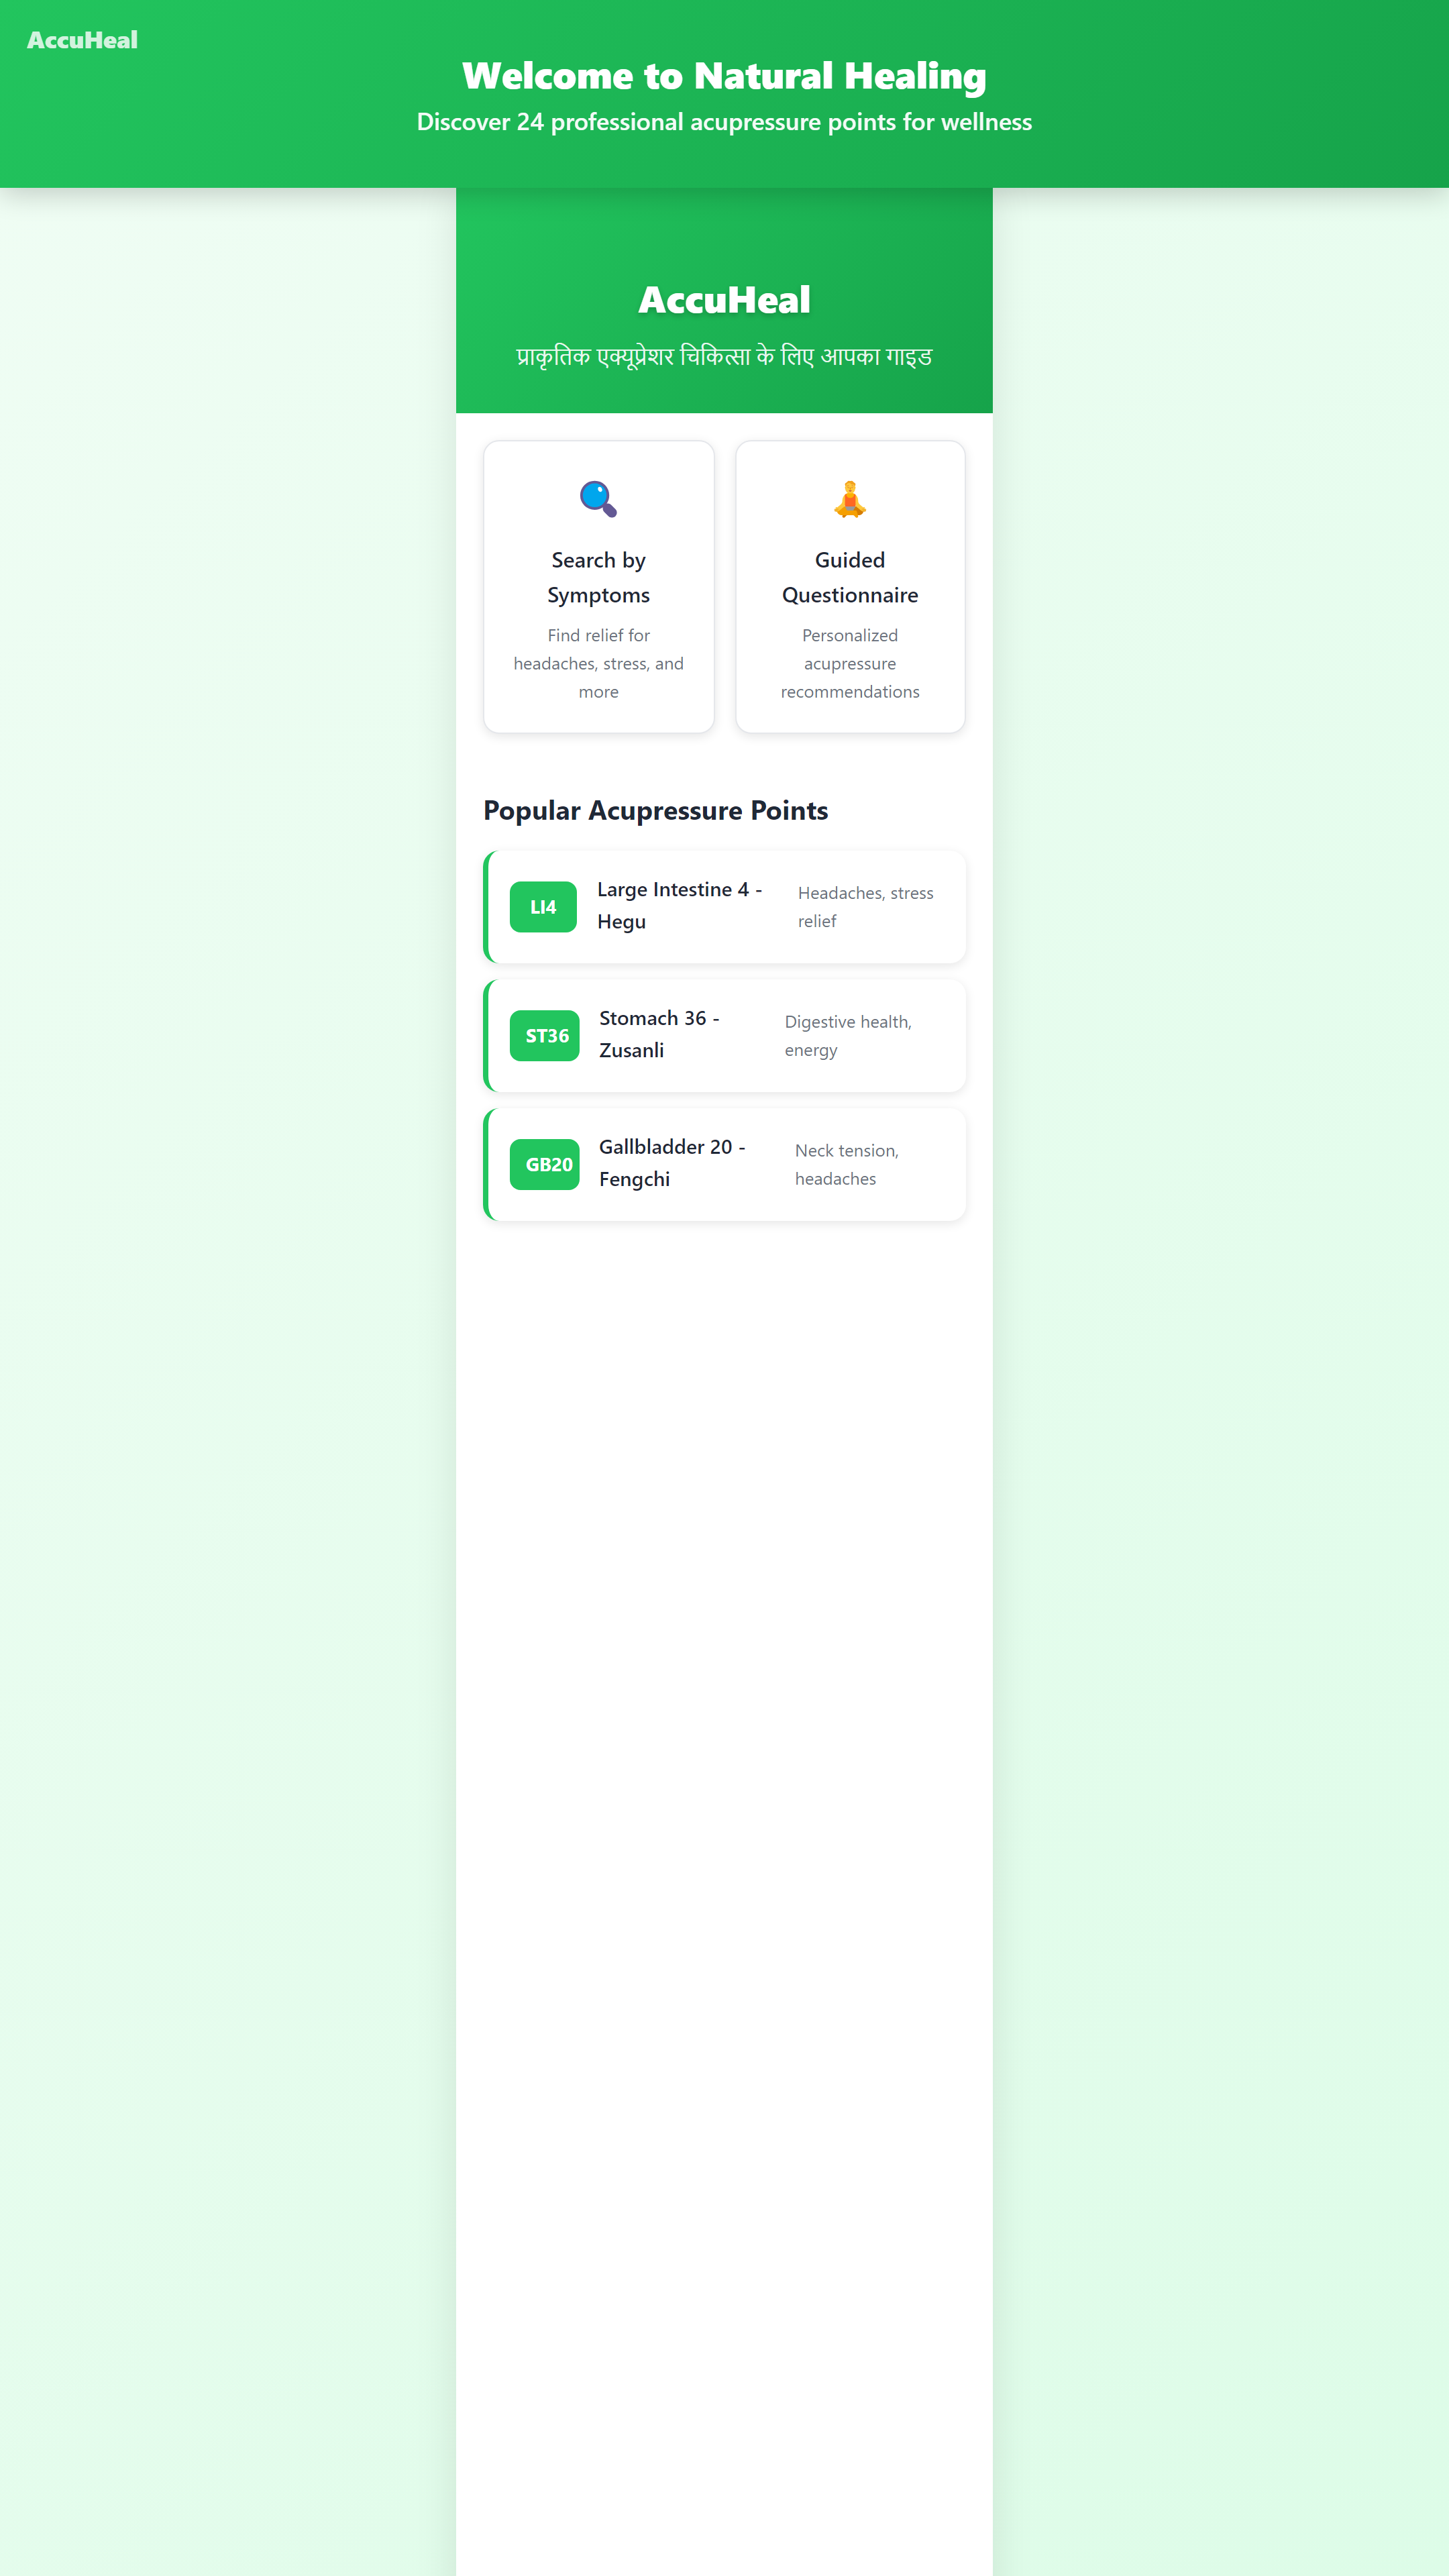 AccuHeal
Welcome to Natural Healing
Discover 24 professional acupressure points for wellness
AccuHeal
प्राकृतिक एक्यूप्रेशर चिकित्सा के लिए आपका गाइड
Search by
Symptoms
Find relief for
headaches, stress, and
more
Guided
Questionnaire
Personalized
acupressure
recommendations
Popular Acupressure Points
LI4
Large Intestine 4 -
Hegu
Headaches, stress
relief
ST36
Stomach 36 -
Zusanli
Digestive health,
energy
GB20
Gallbladder 20 -
Fengchi
Neck tension,
headaches